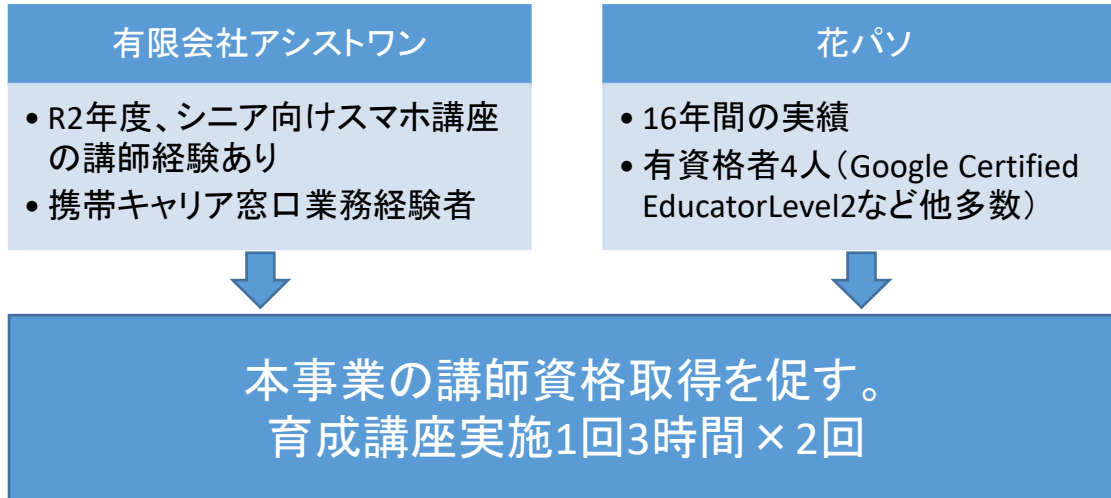 有限会社アシストワン
• R2年度、シニア向けスマホ講座
の講師経験あり
• 携帯キャリア窓口業務経験者
花パソ
• 16年間の実績
• 有資格者4人（Google Certified
EducatorLevel2など他多数）
本事業の講師資格取得を促す。
育成講座実施1回3時間×2回